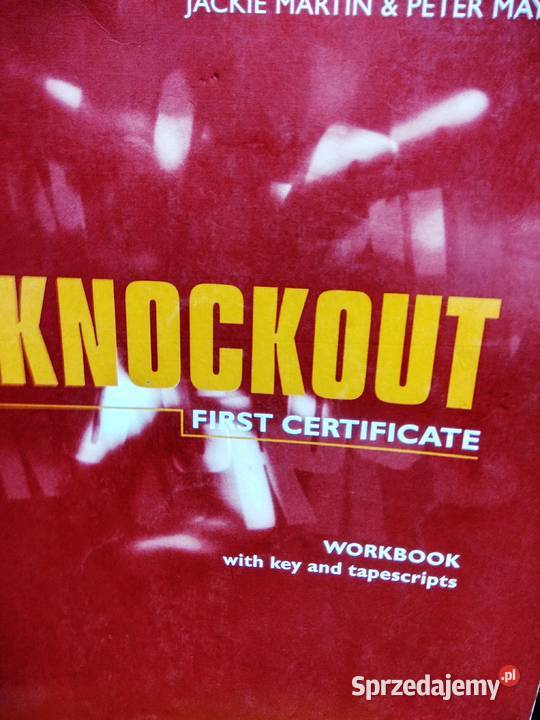 JACKIE MARTIN & PETER MAY
KNOCKOUT
FIRST CERTIFICATE
WORKBOOK
with key and tapescripts
Sprzedajemy.pl